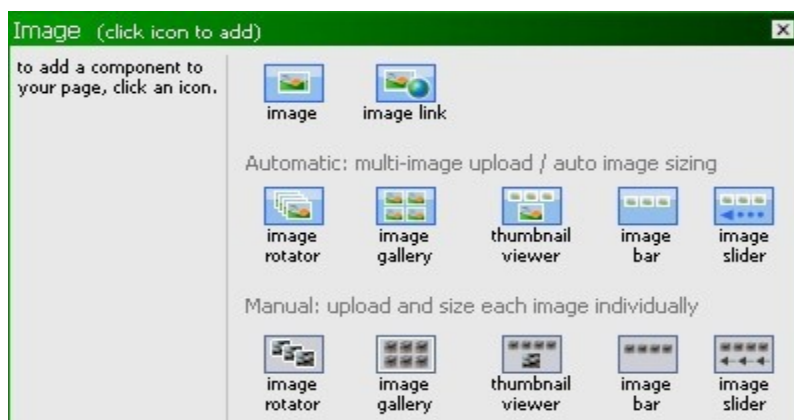 Image (click icon to add)
to add a component to
your page, click an icon.
image image link
Automatic: multi-image upload / auto image sizing
image rotator
image gallery
thumbnail viewer
image bar
image slider
Manual: upload and size each image individually
image rotator
image gallery
thumbnail viewer
image bar
image slider